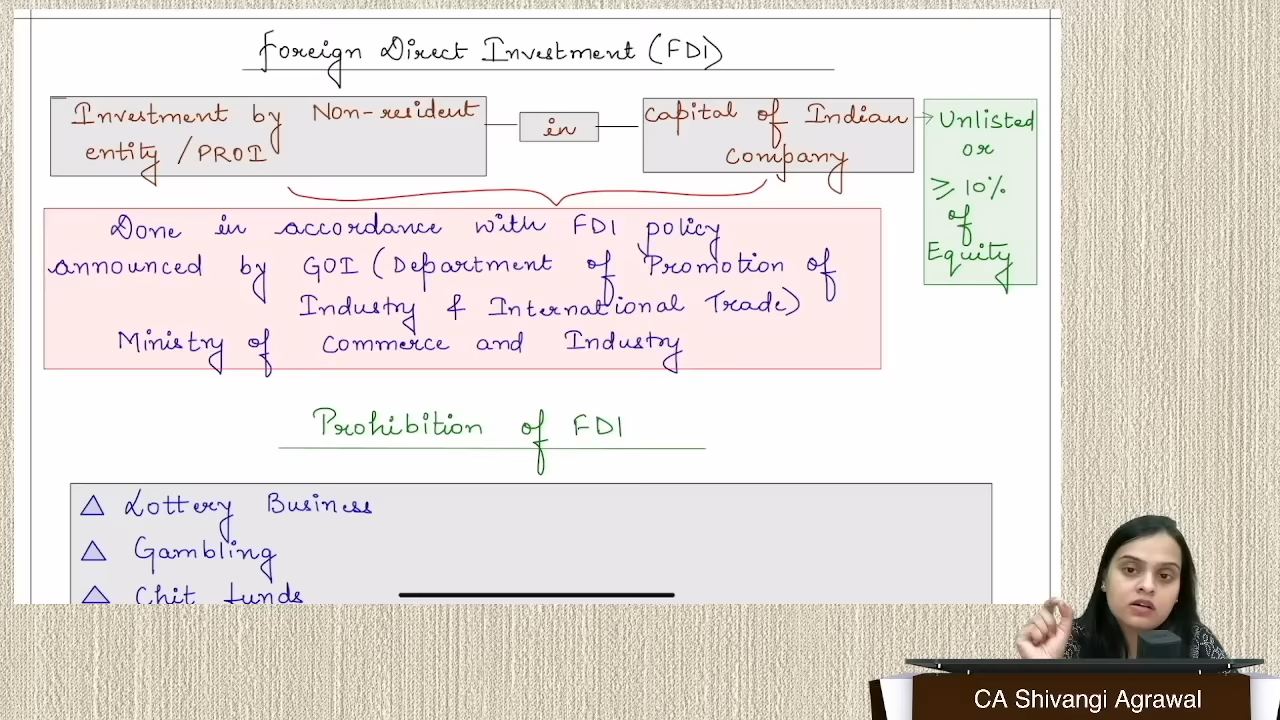 Foreign Direct Investment (FDI)
Investment by Non-resident
entity / PROI
in
Capital of Indian
Company
Unlisted
or
≥ 10%
of
Equity
Done in accordance with FDI policy
announced by GOI (Department of Promotion of
Industry & International Trade)
Ministry of Commerce and Industry
Prohibition of FDI
Lottery Business
Gambling
Chit funds
CA Shivangi Agrawal